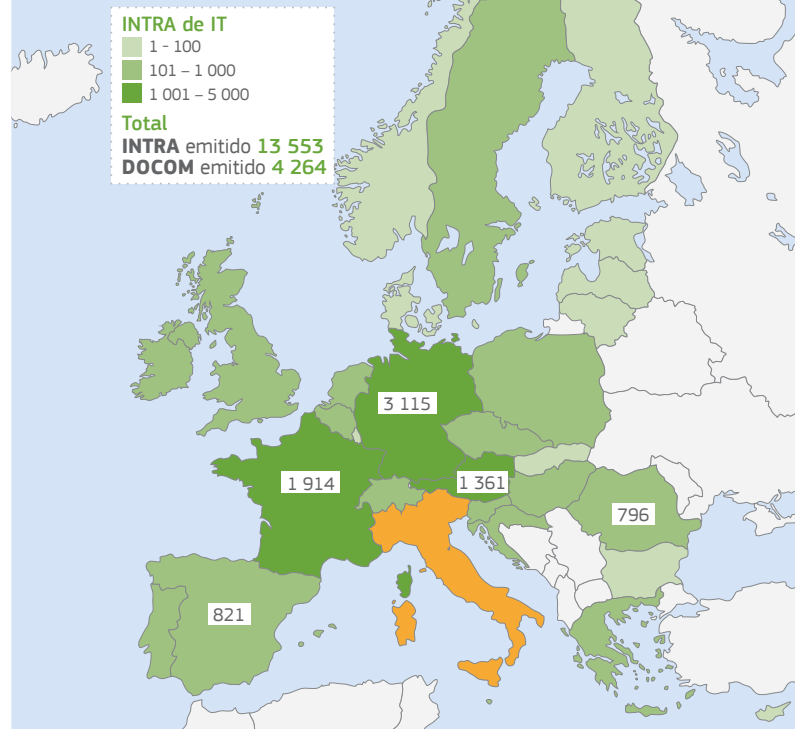 INTRA de IT
1 - 100
101 – 1 000
1 001 – 5 000
Total
INTRA emitido 13 553
DOCOM emitido 4 264
3 115
1 914
1 361
796
821